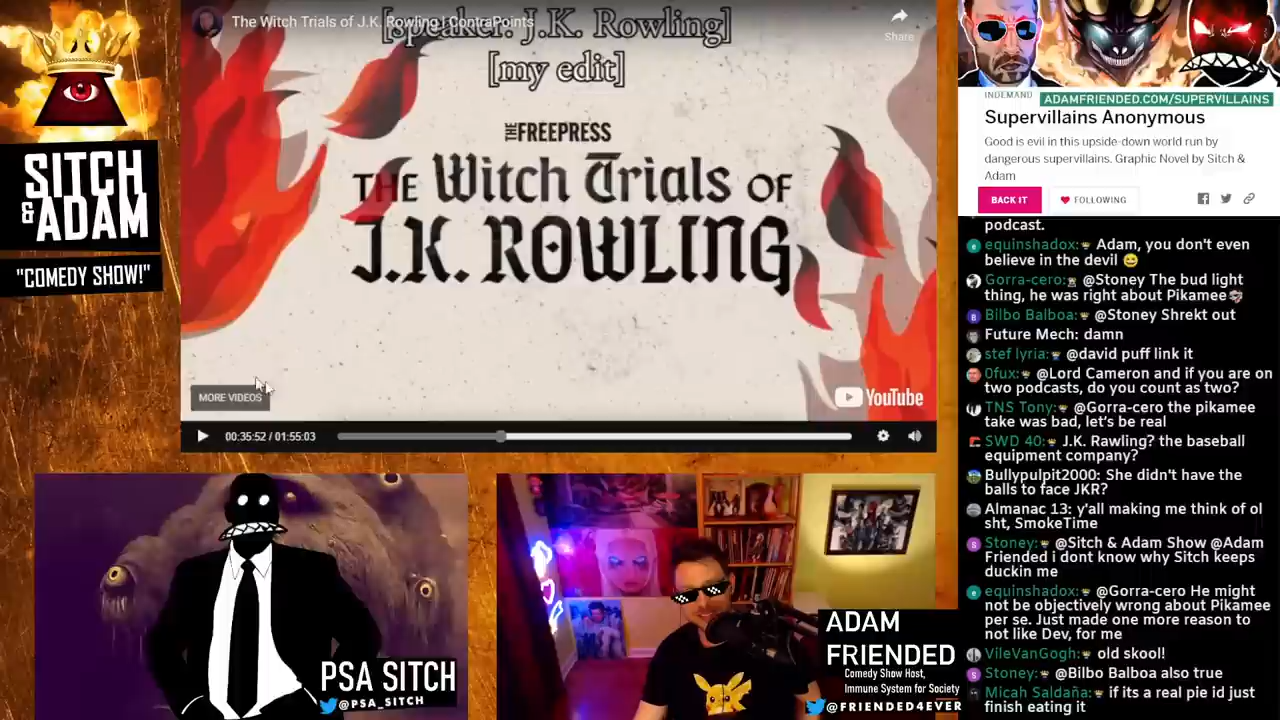 The Witch Trials of J.K. Rowling | ContraPoints
[speaker: J.K. Rowling]
[my edit]
Share
THE FREE PRESS
THE Witch Trials OF
J.K. ROWLING
MORE VIDEOS
YouTube
00:35:52 / 01:55:03
SITCH
& ADAM
"COMEDY SHOW!"
PSA SITCH
@PSA_SITCH
ADAM
FRIENDED
Comedy Show Host,
Immune System for Society
@FRIENDED4EVER
INDEMAND
ADAMFRIENDED.COM/SUPERVILLAINS
Supervillains Anonymous
Good is evil in this upside-down world run by
dangerous supervillains. Graphic Novel by Sitch &
Adam
BACK IT
FOLLOWING
podcast.
equinshadox: Adam, you don't even
believe in the devil
Gorra-cero: @Stoney The bud light
thing, he was right about Pikamee
Bilbo Balboa: @Stoney Shrekt out
Future Mech: damn
stef lyria: @david puff link it
0fux: @Lord Cameron and if you are on
two podcasts, do you count as two?
TNS Tony: @Gorra-cero the pikamee
take was bad, let's be real
SWD 40: J.K. Rawling? the baseball
equipment company?
Bullypulpit2000: She didn't have the
balls to face JKR?
Almanac 13: y'all making me think of ol
sht, SmokeTime
Stoney: @Sitch & Adam Show @Adam
Friended i dont know why Sitch keeps
duckin me
equinshadox: @Gorra-cero He might
not be objectively wrong about Pikamee
per se. Just made one more reason to
not like Dev, for me
VileVanGogh: old skool!
Stoney: @Bilbo Balboa also true
Micah Saldaña: if its a real pie id just
finish eating it